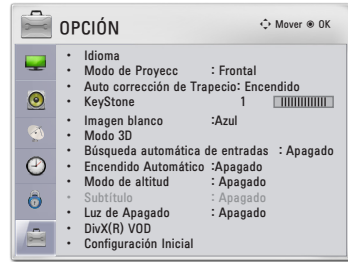 OPCIÓN
Mover OK
• Idioma
• Modo de Proyecc : Frontal
• Auto corrección de Trapecio: Encendido
• KeyStone 1
• Imagen blanco :Azul
• Modo 3D
• Búsqueda automática de entradas : Apagado
• Encendido Automático :Apagado
• Modo de altitud : Apagado
• Subtítulo : Apagado
• Luz de Apagado : Apagado
• DivX(R) VOD
• Configuración Inicial